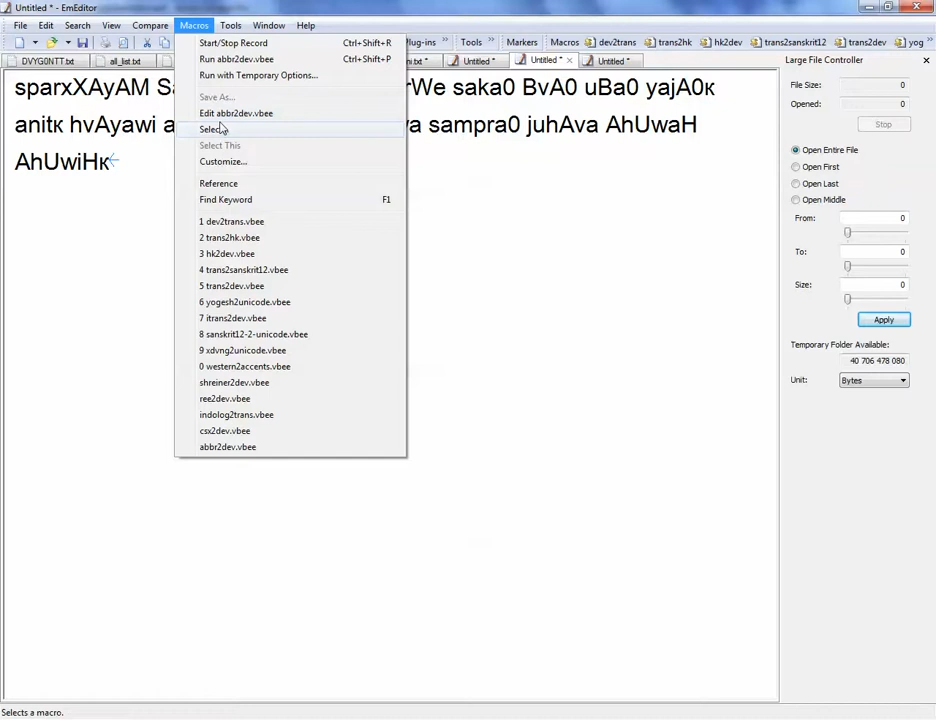 Untitled * - EmEditor
File Edit Search View Compare Macros Tools Window Help
Plug-ins Tools Markers Macros dev2trans trans2hk hk2dev trans2sanskrit12 trans2dev yog
DVYG0NTT.txt all_list.txt Untitled * Untitled * Untitled *
Large File Controller
sparxXAyAM
saka0 BvA0 uBa0 yajA0к
anitк hvAyawi
sampra0 juhAva AhUwaH
AhUwiHк
Start/Stop Record Ctrl+Shift+R
Run abbr2dev.vbee Ctrl+Shift+P
Run with Temporary Options...
Save As...
Edit abbr2dev.vbee
Select This
Customize...
Reference
Find Keyword F1
1 dev2trans.vbee
2 trans2hk.vbee
3 hk2dev.vbee
4 trans2sanskrit12.vbee
5 trans2dev.vbee
6 yogesh2unicode.vbee
7 itrans2dev.vbee
8 sanskrit12-2-unicode.vbee
9 xdvng2unicode.vbee
0 western2accents.vbee
shreiner2dev.vbee
ree2dev.vbee
indolog2trans.vbee
csx2dev.vbee
abbr2dev.vbee
File Size: 0
Opened: 0
Stop
Open Entire File
Open First
Open Last
Open Middle
From: 0
To: 0
Size: 0
Apply
Temporary Folder Available:
40 706 478 080
Unit: Bytes
Selects a macro.